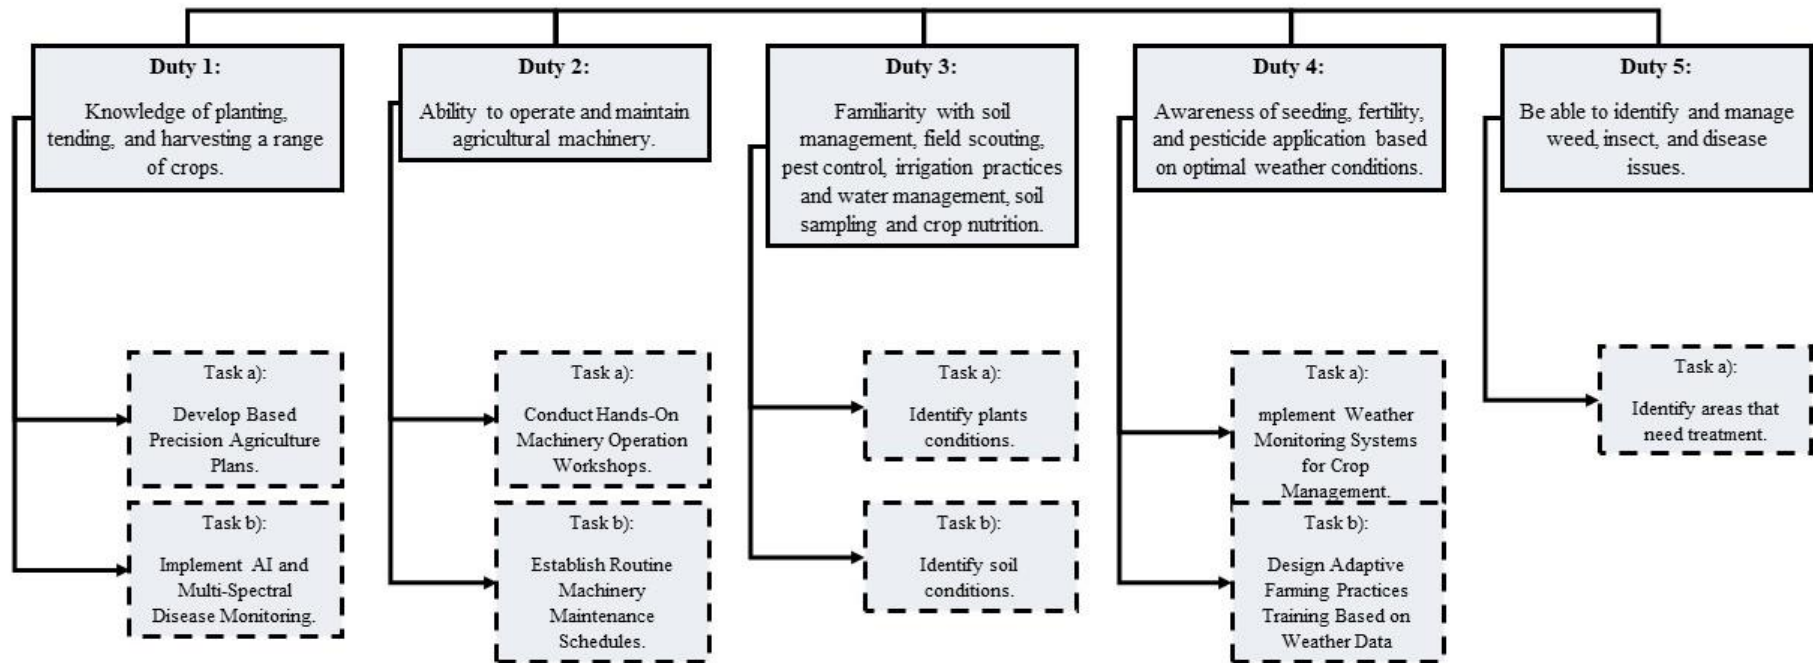 Duty 1:
Knowledge of planting,
tending, and harvesting a range
of crops.
Duty 2:
Ability to operate and maintain
agricultural machinery.
Duty 3:
Familiarity with soil
management, field scouting,
pest control, irrigation practices
and water management, soil
sampling and crop nutrition.
Duty 4:
Awareness of seeding, fertility,
and pesticide application based
on optimal weather conditions.
Duty 5:
Be able to identify and manage
weed, insect, and disease
issues.
Task a):
Develop Based
Precision Agriculture
Plans.
Task b):
Implement AI and
Multi-Spectral
Disease Monitoring.
Task a):
Conduct Hands-On
Machinery Operation
Workshops.
Task b):
Establish Routine
Machinery
Maintenance
Schedules.
Task a):
Identify plants
conditions.
Task b):
Identify soil
conditions.
Task a):
mplement Weather
Monitoring Systems
for Crop
Management.
Task b):
Design Adaptive
Farming Practices
Training Based on
Weather Data
Task a):
Identify areas that
need treatment.